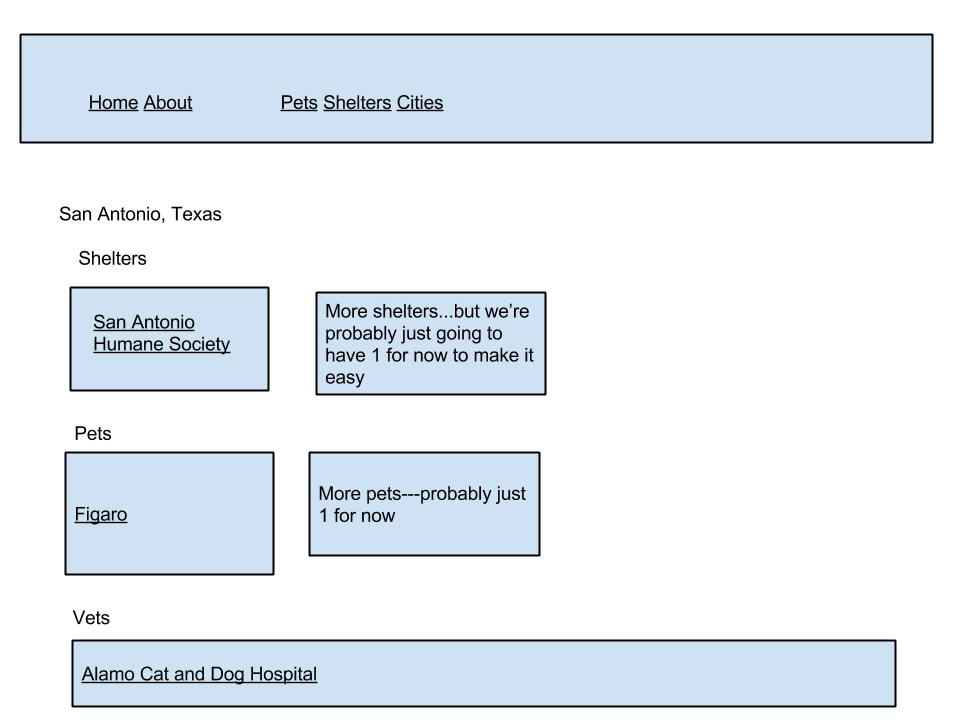 Home About Pets Shelters Cities
San Antonio, Texas
Shelters
San Antonio
Humane Society
More shelters...but we’re
probably just going to
have 1 for now to make it
easy
Pets
Figaro
More pets---probably just
1 for now
Vets
Alamo Cat and Dog Hospital